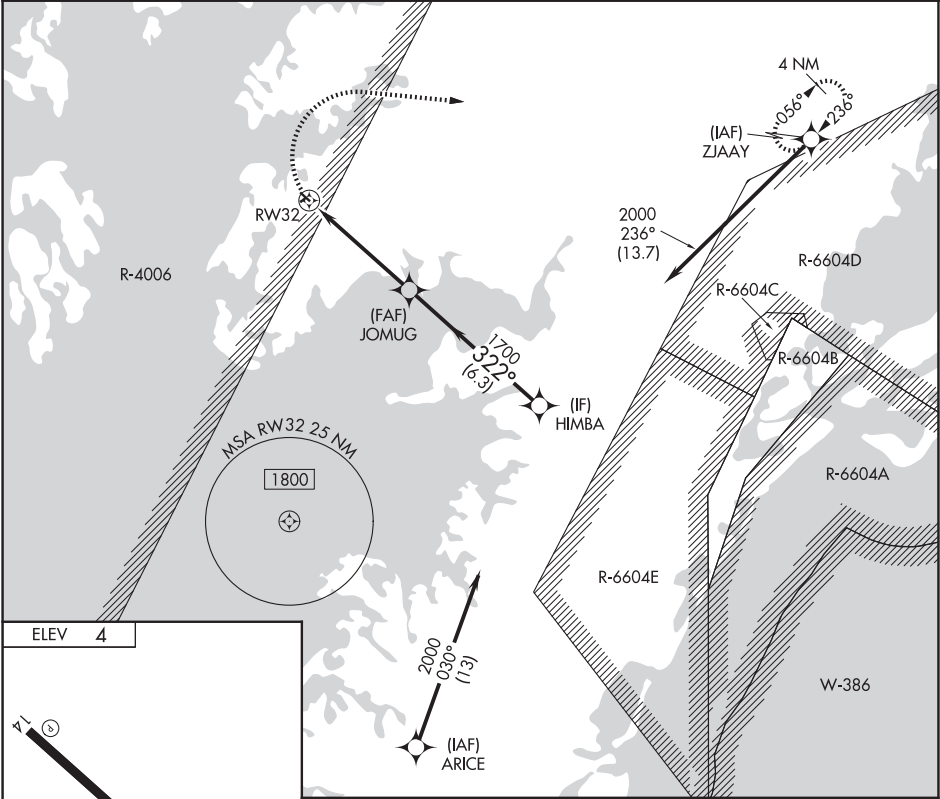 4 NM
056°
236°
(IAF)
ZJAAY
RW32
2000
236°
(13.7)
R-4006
R-6604D
R-6604C
(FAF)
JOMUG
1700
322°
(6.3)
R-6604B
(IF)
HIMBA
MSA RW32 25 NM
1800
R-6604A
R-6604E
2000
030°
(13)
ELEV 4
W-386
14
P
(IAF)
ARICE